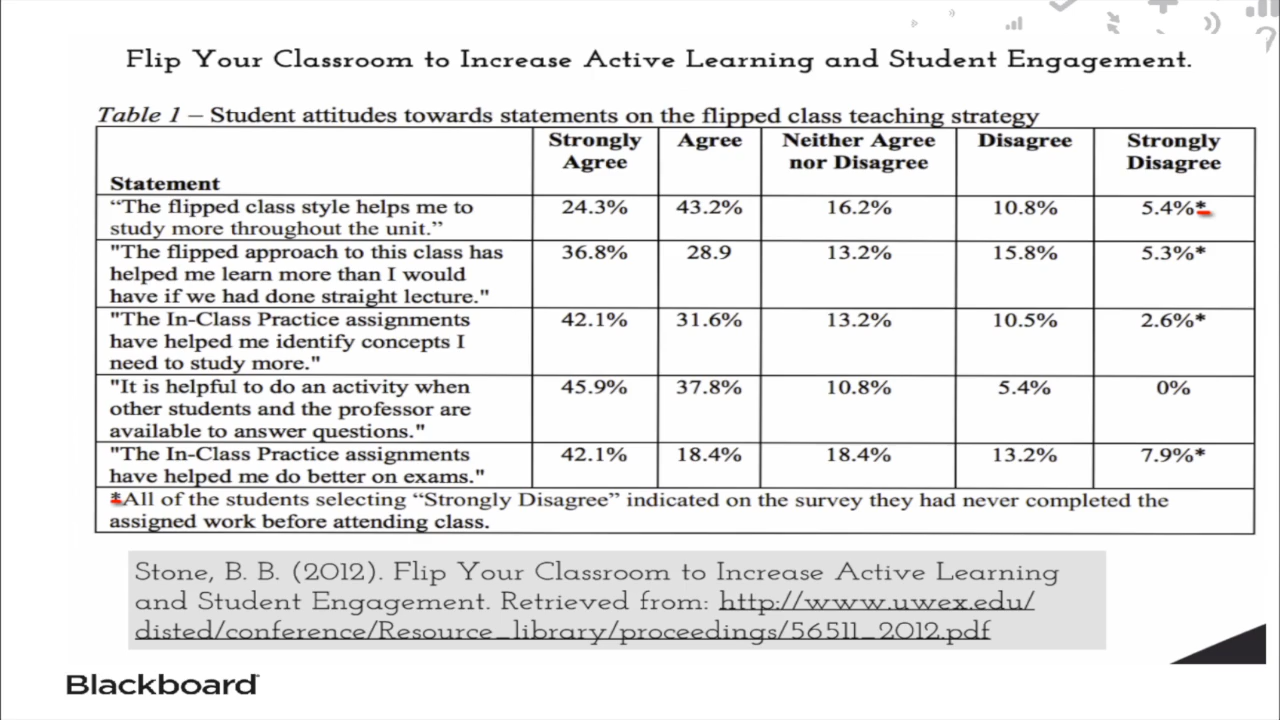 Flip Your Classroom to Increase Active Learning and Student Engagement.
Table 1 – Student attitudes towards statements on the flipped class teaching strategy
Statement Strongly Agree Agree Neither Agree nor Disagree Disagree Strongly Disagree
“The flipped class style helps me to 24.3% 43.2% 16.2% 10.8% 5.4%*
study more throughout the unit.”
"The flipped approach to this class has 36.8% 28.9 13.2% 15.8% 5.3%*
helped me learn more than I would
have if we had done straight lecture."
"The In-Class Practice assignments 42.1% 31.6% 13.2% 10.5% 2.6%*
have helped me identify concepts I
need to study more."
"It is helpful to do an activity when 45.9% 37.8% 10.8% 5.4% 0%
other students and the professor are
available to answer questions."
"The In-Class Practice assignments 42.1% 18.4% 18.4% 13.2% 7.9%*
have helped me do better on exams."
*All of the students selecting “Strongly Disagree” indicated on the survey they had never completed the
assigned work before attending class.
Stone, B. B. (2012). Flip Your Classroom to Increase Active Learning
and Student Engagement. Retrieved from: http://www.uwex.edu/
disted/conference/Resource_library/proceedings/56511_2012.pdf
Blackboard